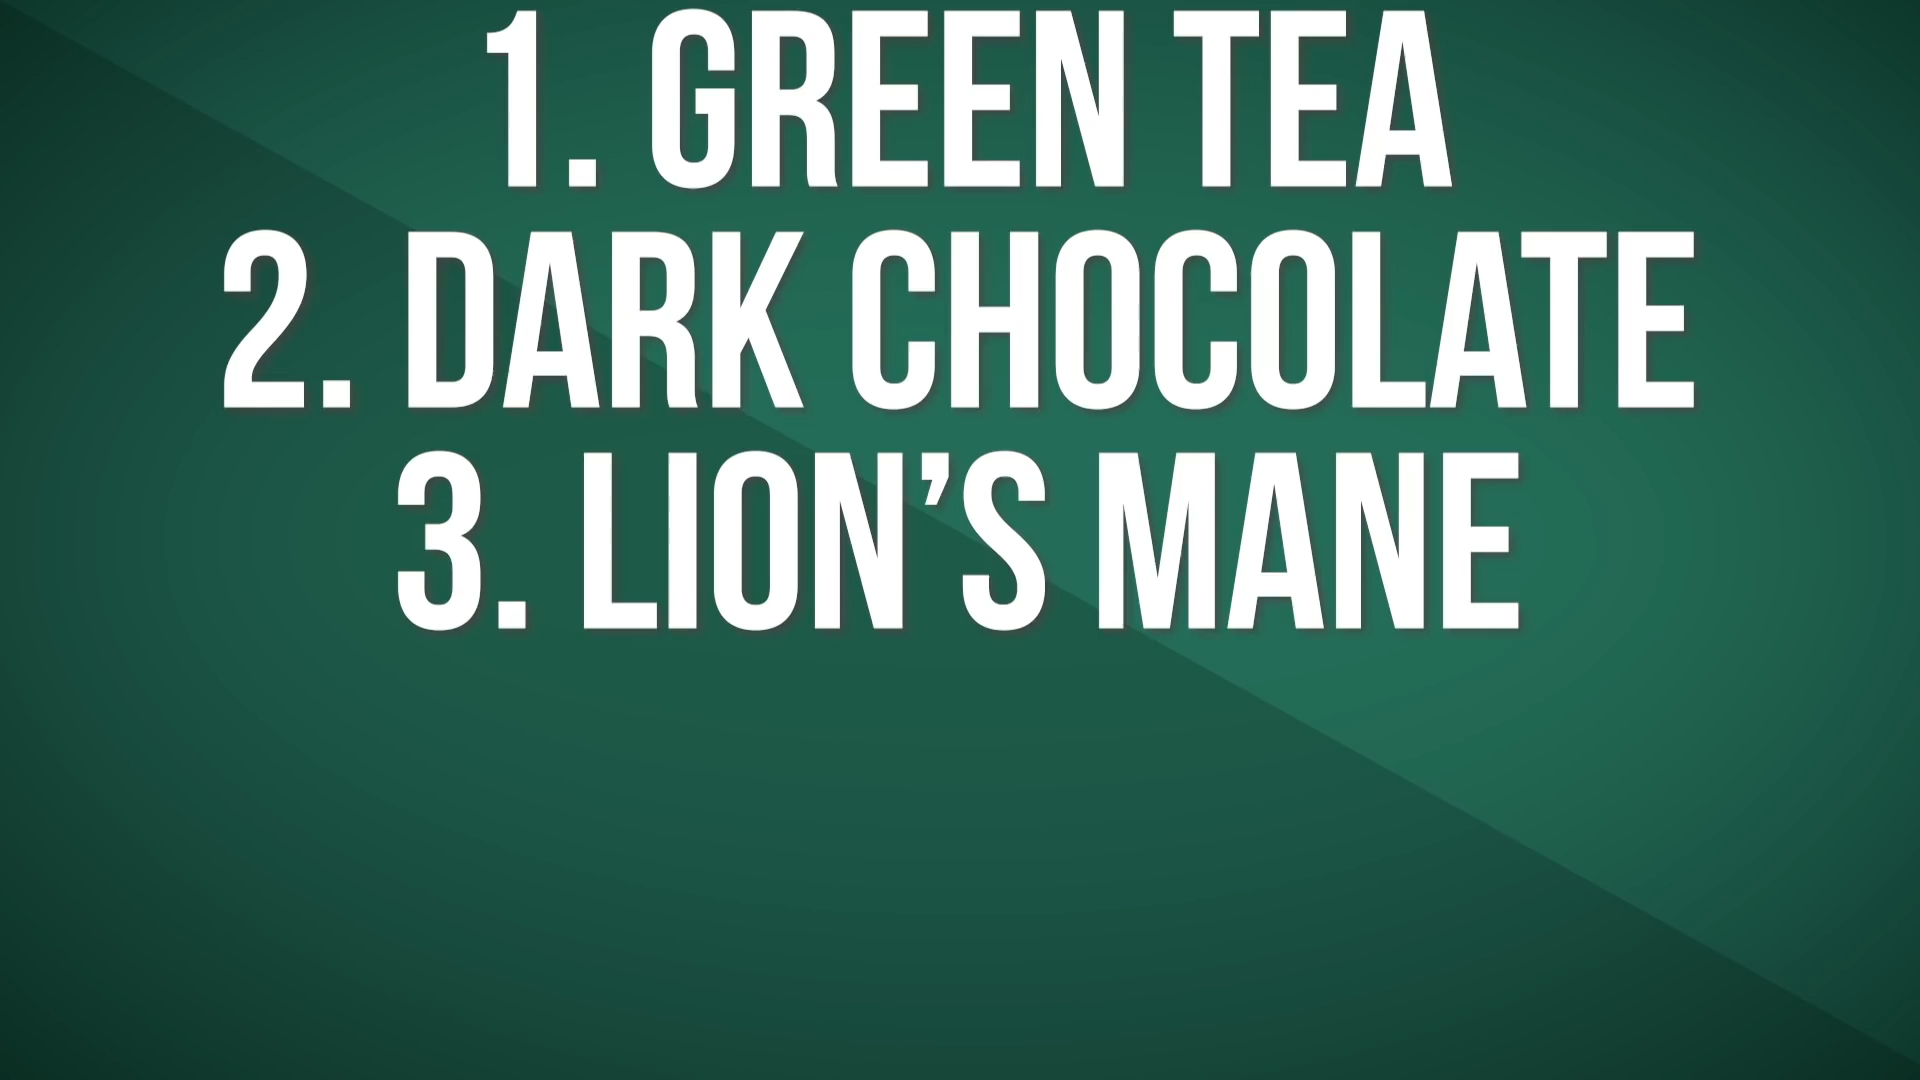 1. GREEN TEA
2. DARK CHOCOLATE
3. LION’S MANE